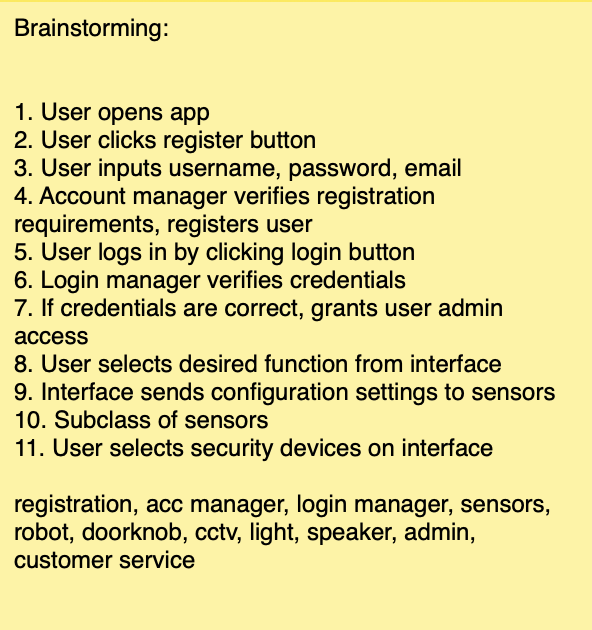 Brainstorming:
1. User opens app
2. User clicks register button
3. User inputs username, password, email
4. Account manager verifies registration
requirements, registers user
5. User logs in by clicking login button
6. Login manager verifies credentials
7. If credentials are correct, grants user admin
access
8. User selects desired function from interface
9. Interface sends configuration settings to sensors
10. Subclass of sensors
11. User selects security devices on interface
registration, acc manager, login manager, sensors,
robot, doorknob, cctv, light, speaker, admin,
customer service